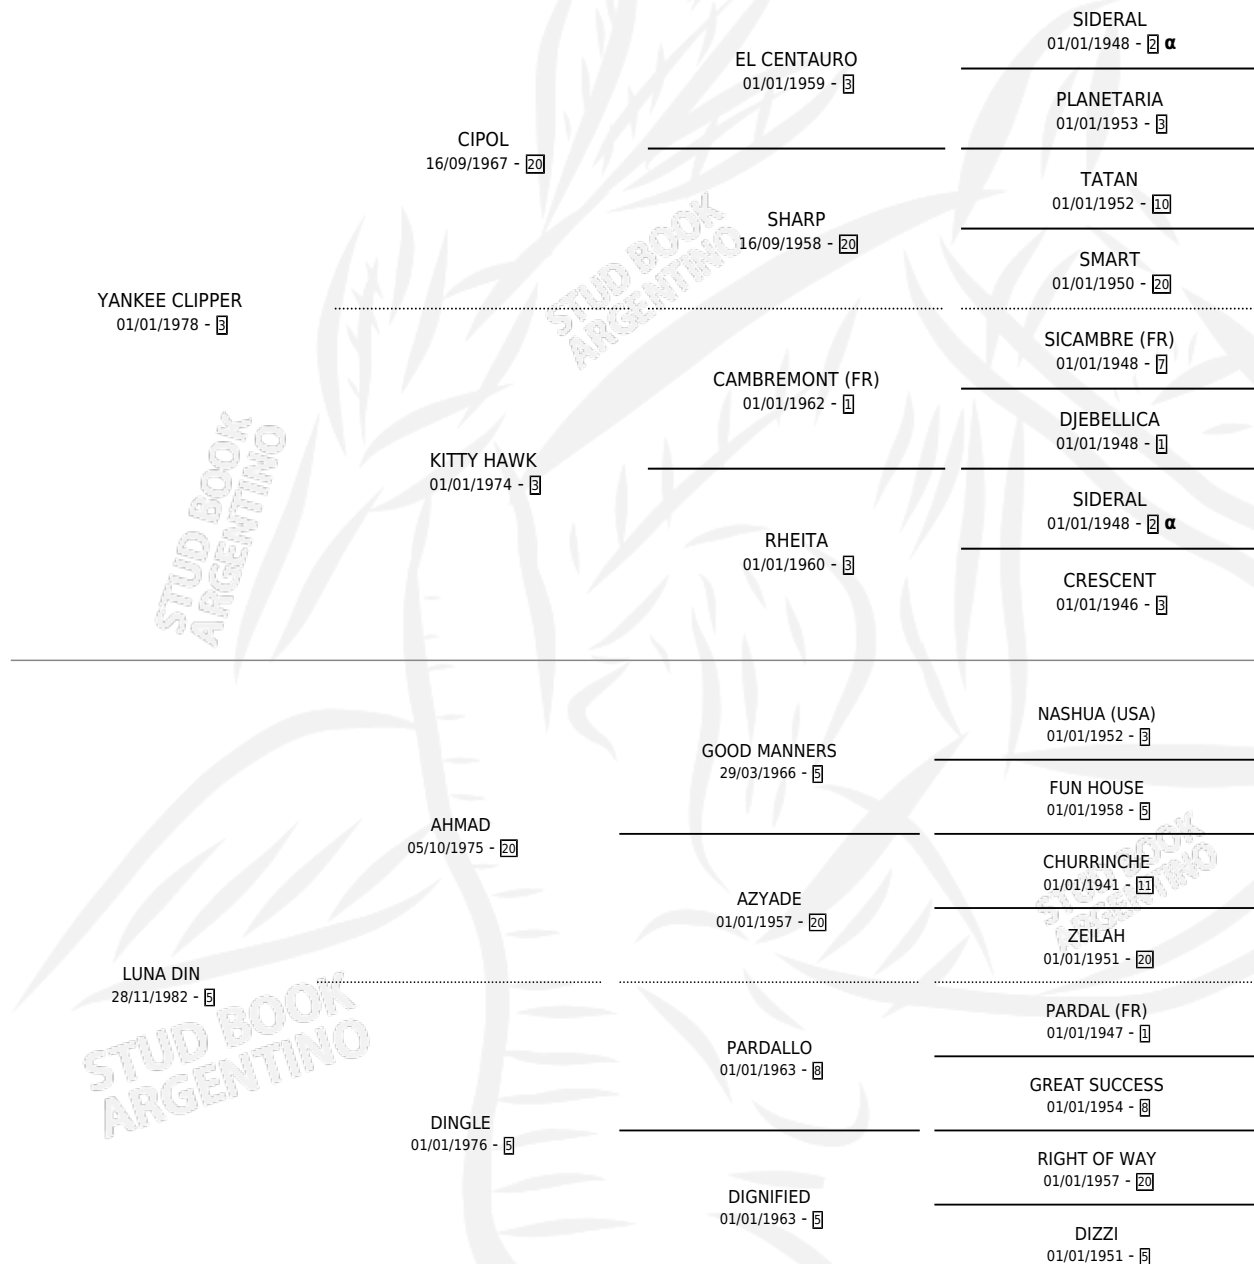 SIDERAL
01/01/1948 - 2 α
EL CENTAURO
01/01/1959 - 3
PLANETARIA
01/01/1953 - 3
CIPOL
16/09/1967 - 20
TATAN
01/01/1952 - 10
SHARP
16/09/1958 - 20
SMART
01/01/1950 - 20
YANKEE CLIPPER
01/01/1978 - 3
SICAMBRE (FR)
01/01/1948 - 7
CAMBREMONT (FR)
01/01/1962 - 1
DJEBELLICA
01/01/1948 - 1
KITTY HAWK
01/01/1974 - 3
SIDERAL
01/01/1948 - 2 α
RHEITA
01/01/1960 - 3
CRESCENT
01/01/1946 - 3
STUD BOOK
ARGENTINO
STUD BOOK
ARGENTINO
NASHUA (USA)
01/01/1952 - 3
GOOD MANNERS
29/03/1966 - 5
FUN HOUSE
01/01/1958 - 5
AHMAD
05/10/1975 - 20
CHURRINCHE
01/01/1941 - 11
AZYADE
01/01/1957 - 20
ZEILAH
01/01/1951 - 20
LUNA DIN
28/11/1982 - 5
PARDAL (FR)
01/01/1947 - 1
PARDALLO
01/01/1963 - 8
GREAT SUCCESS
01/01/1954 - 8
DINGLE
01/01/1976 - 5
RIGHT OF WAY
01/01/1957 - 20
DIGNIFIED
01/01/1963 - 5
DIZZI
01/01/1951 - 5
STUD BOOK
ARGENTINO
STUD BOOK
ARGENTINO